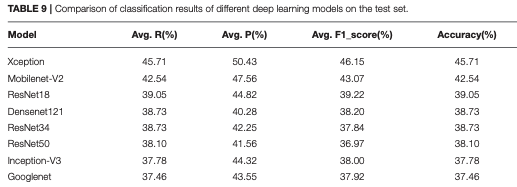 TABLE 9 | Comparison of classification results of different deep learning models on the test set.
Model Avg. R(%) Avg. P(%) Avg. F1_score(%) Accuracy(%)
Xception 45.71 50.43 46.15 45.71
Mobilenet-V2 42.54 47.56 43.07 42.54
ResNet18 39.05 44.82 39.22 39.05
Densenet121 38.73 40.28 38.20 38.73
ResNet34 38.73 42.25 37.84 38.73
ResNet50 38.10 41.56 36.97 38.10
Inception-V3 37.78 44.32 38.00 37.78
Googlenet 37.46 43.55 37.92 37.46